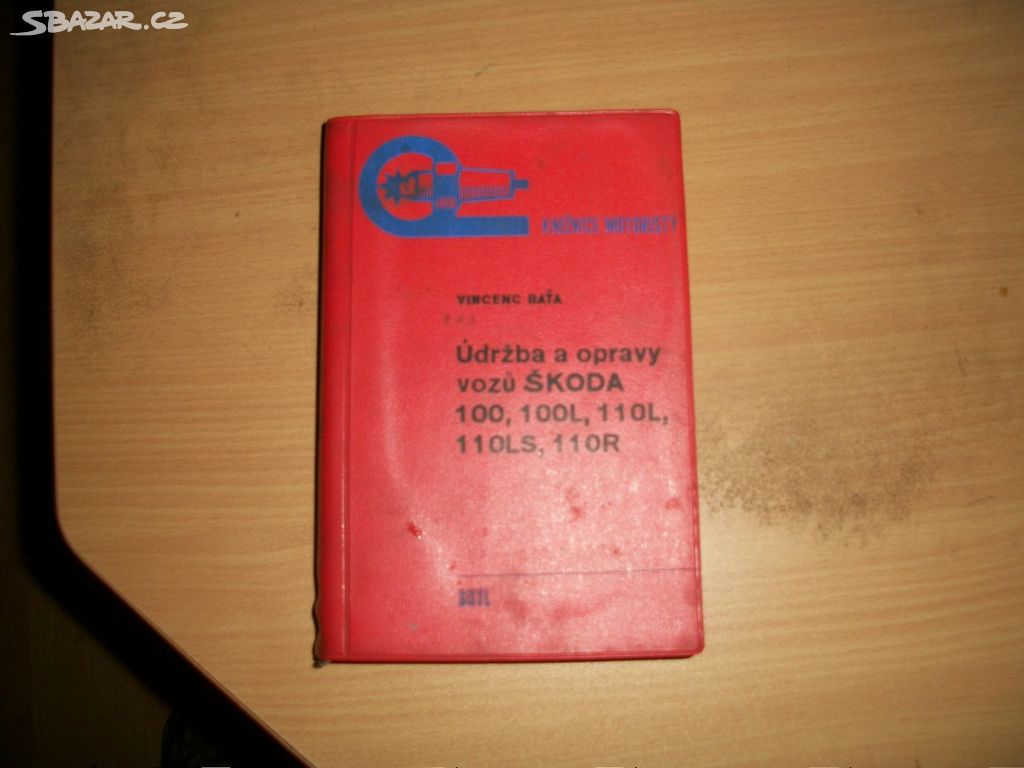 SBAZAR.CZ
KNIŽNICE MOTORISTY
VINCENC BAŤA
Údržba a opravy
vozů ŠKODA
100, 100L, 110L,
110LS, 110R
SNTL